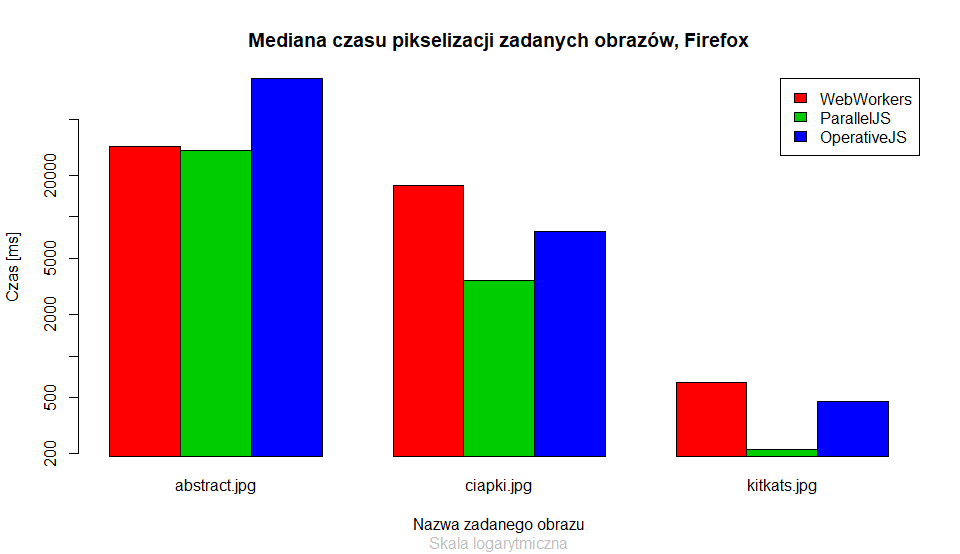 Mediana czasu pikselizacji zadanych obrazów, Firefox
WebWorkers
ParallelJS
OperativeJS
Czas [ms]
20000
5000
2000
500
200
abstract.jpg
ciapki.jpg
kitkats.jpg
Nazwa zadanego obrazu
Skala logarytmiczna